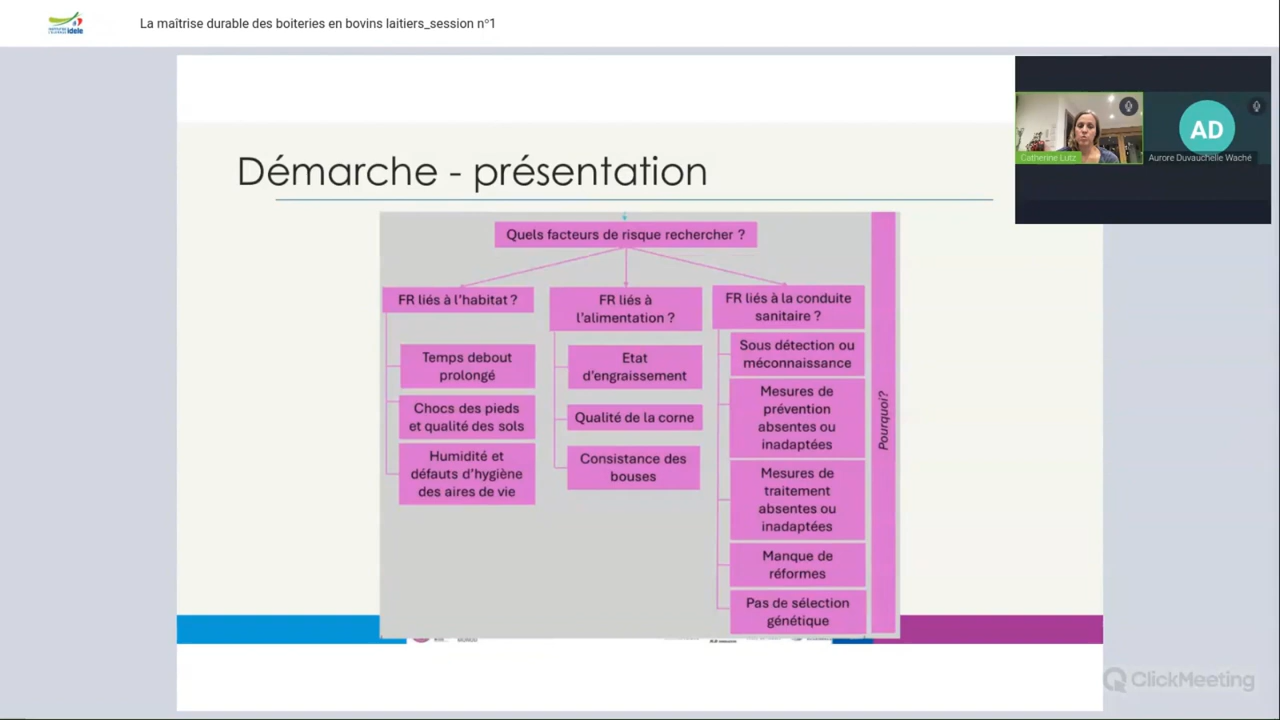 idele
La maîtrise durable des boiteries en bovins laitiers_session n°1
AD
Catherine Lutz
Aurore Duvauchelle Waché
Démarche - présentation
Quels facteurs de risque rechercher ?
FR liés à l'habitat ?
Temps debout
prolongé
Chocs des pieds
et qualité des sols
Humidité et
défauts d'hygiène
des aires de vie
FR liés à
l'alimentation ?
Etat
d'engraissement
Qualité de la corne
Consistance des
bouses
FR liés à la conduite
sanitaire ?
Sous détection ou
méconnaissance
Mesures de
prévention
absentes ou
inadaptées
Mesures de
traitement
absentes ou
inadaptées
Manque de
réformes
Pas de sélection
génétique
Pourquoi?
ClickMeeting